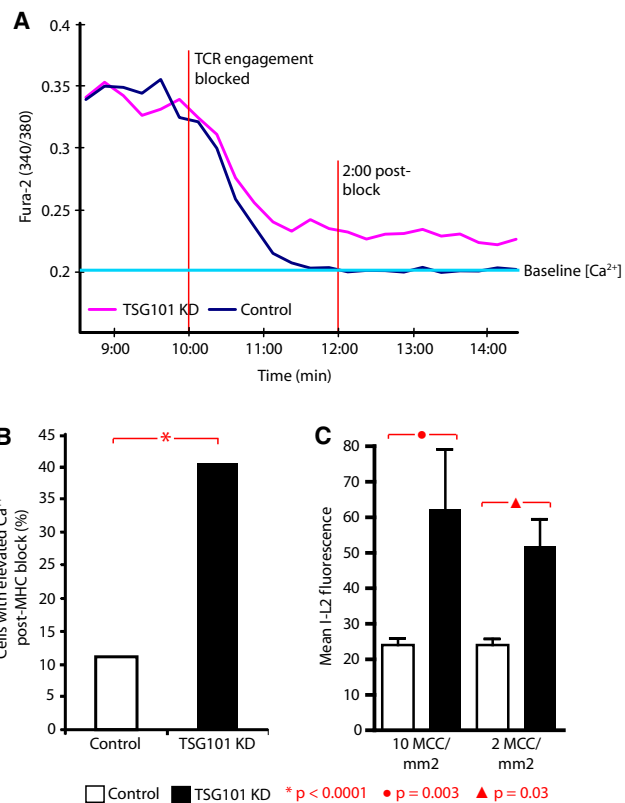 A
0.4
0.35
0.3
0.25
0.2
Fura-2 (340/380)
TCR engagement
blocked
2:00 post-
block
Baseline [Ca²⁺]
TSG101 KD
Control
9:00
10:00
11:00
12:00
13:00
14:00
Time (min)
B
45
40
35
30
25
20
15
10
5
0
Cells with elevated Ca²⁺
post-MHC block (%)
*
Control
TSG101 KD
C
80
70
60
50
40
30
20
10
0
Mean I-L2 fluorescence
10 MCC/
mm2
2 MCC/
mm2
Control TSG101 KD * p < 0.0001 ● p = 0.003 ▲ p = 0.03